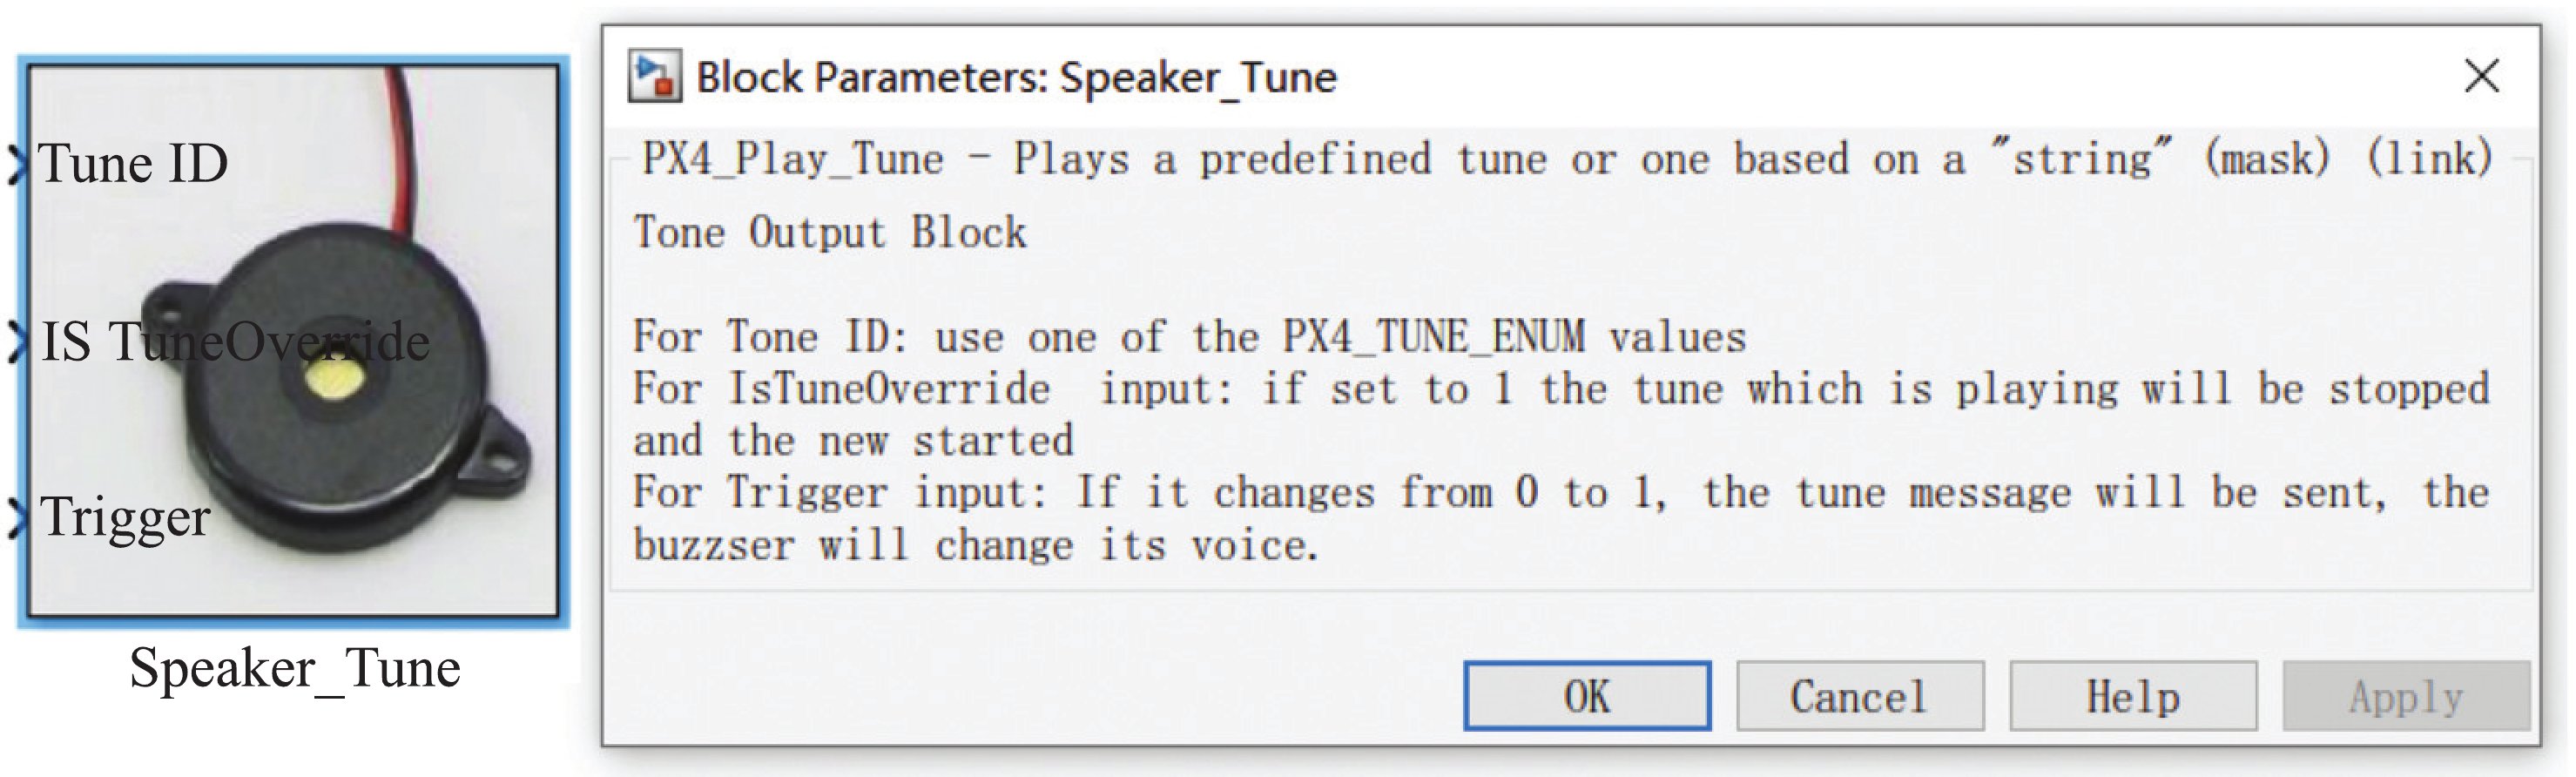 Tune ID
IS TuneOverride
Trigger
Speaker_Tune
Block Parameters: Speaker_Tune
PX4_Play_Tune - Plays a predefined tune or one based on a "string" (mask) (link)
Tone Output Block
For Tone ID: use one of the PX4_TUNE_ENUM values
For IsTuneOverride  input: if set to 1 the tune which is playing will be stopped
and the new started
For Trigger input: If it changes from 0 to 1, the tune message will be sent, the
buzzser will change its voice.
OK
Cancel
Help
Apply